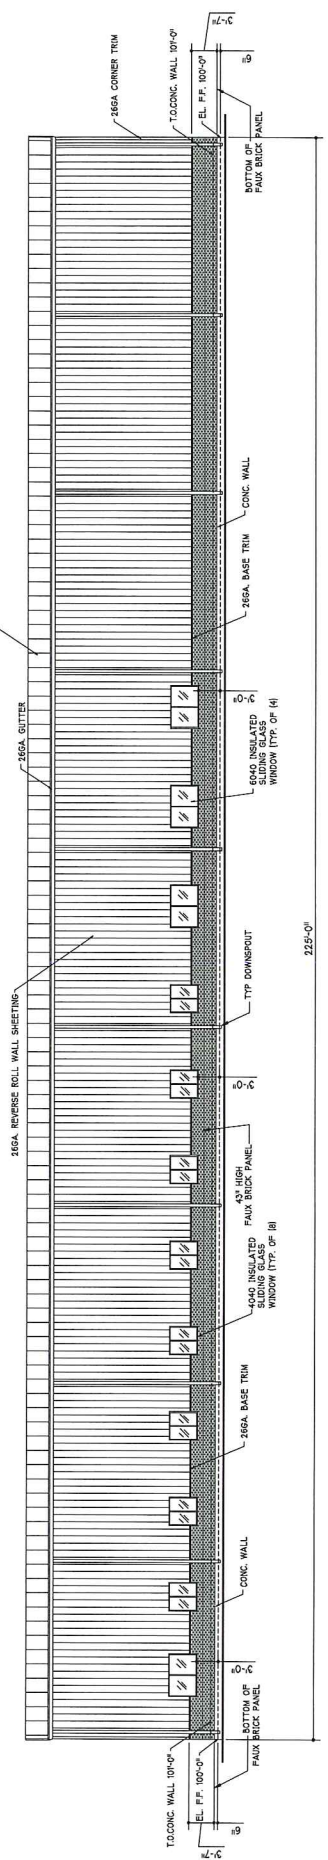 26GA. REVERSE ROLL WALL SHEETING
26GA. GUTTER
26GA CORNER TRIM
T.O.CONC. WALL 101'-0"
EL. F.F. 100'-0"
6"
3'-7"
BOTTOM OF
FAUX BRICK PANEL
3'-0"
CONC. WALL
26GA. BASE TRIM
4040 INSULATED
SLIDING GLASS
WINDOW (TYP. OF (8)
43" HIGH
FAUX BRICK PANEL
3'-0"
TYP DOWNSPOUT
6040 INSULATED
SLIDING GLASS
WINDOW (TYP. OF (4)
3'-0"
26GA. BASE TRIM
CONC. WALL
T.O.CONC. WALL 101'-0"
EL. F.F. 100'-0"
6"
3'-7"
BOTTOM OF
FAUX BRICK PANEL
225'-0"